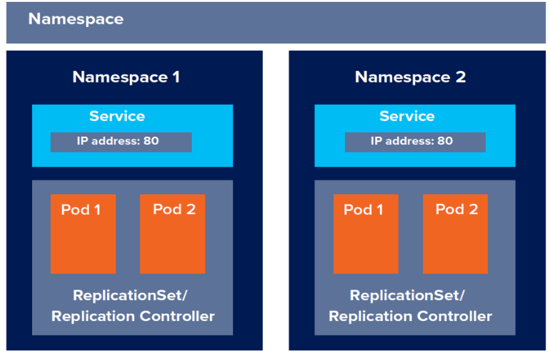 Namespace
Namespace 1
Service
IP address: 80
Pod 1
Pod 2
ReplicationSet/
Replication Controller
Namespace 2
Service
IP address: 80
Pod 1
Pod 2
ReplicationSet/
Replication Controller